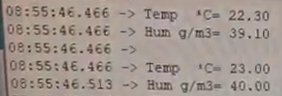 08:55:46.466 -> Temp  *C= 22.30
08:55:46.466 -> Hum g/m3= 39.10
08:55:46.466 ->
08:55:46.466 -> Temp  *C= 23.00
08:55:46.513 -> Hum g/m3= 40.00